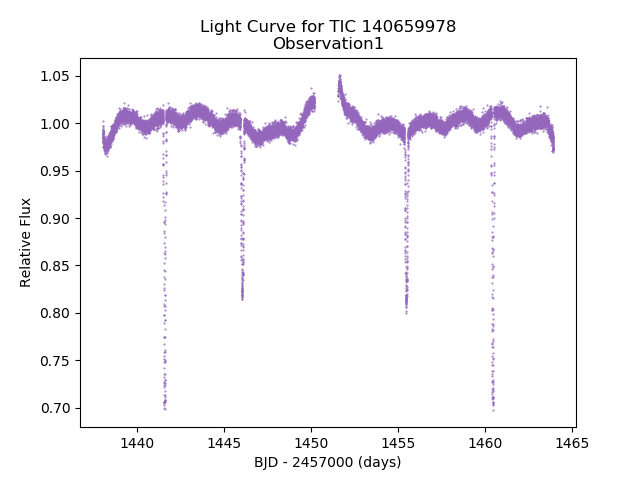 Light Curve for TIC 140659978
Observation1
1.05
1.00
0.95
0.90
0.85
0.80
0.75
0.70
Relative Flux
1440 1445 1450 1455 1460 1465
BJD - 2457000 (days)